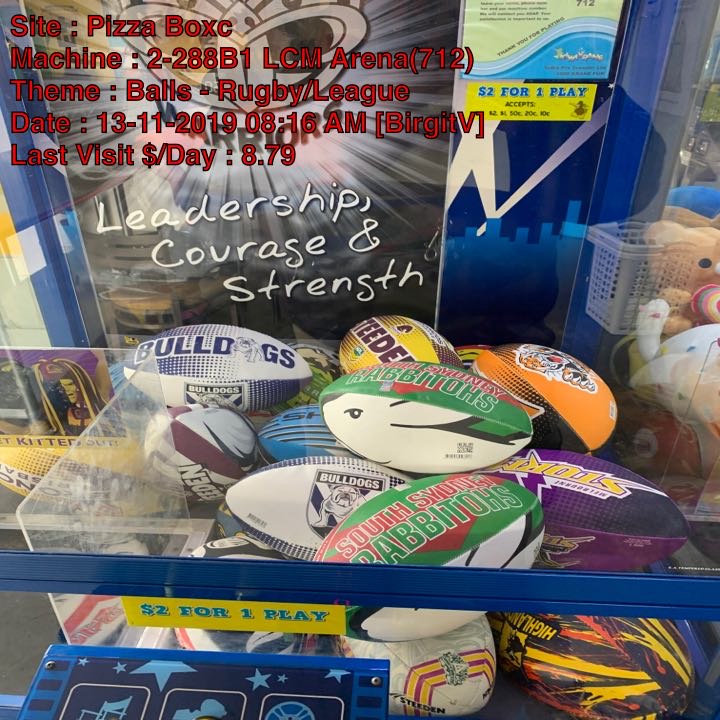 Site : Pizza Boxc
Machine : 2-288B1 LCM Arena(712)
Theme : Balls - Rugby/League
Date : 13-11-2019 08:16 AM [BirgitV]
Last Visit $/Day : 8.79
712
THANK YOU FOR PLAYING
$2 FOR 1 PLAY
ACCEPTS:
$2, $1, 50c, 20c, 10c
Leadership,
Courage &
Strength
BULLDOGS
BULLDOGS
STEEDEN
SOUTH SYDNEY
RABBITOHS
GET KITTED OUT!
STEEDEN
BULLDOGS
SOUTH SYDNEY
RABBITOHS
STORM
MELBOURNE
$2 FOR 1 PLAY
HIGHLAN
STEEDEN